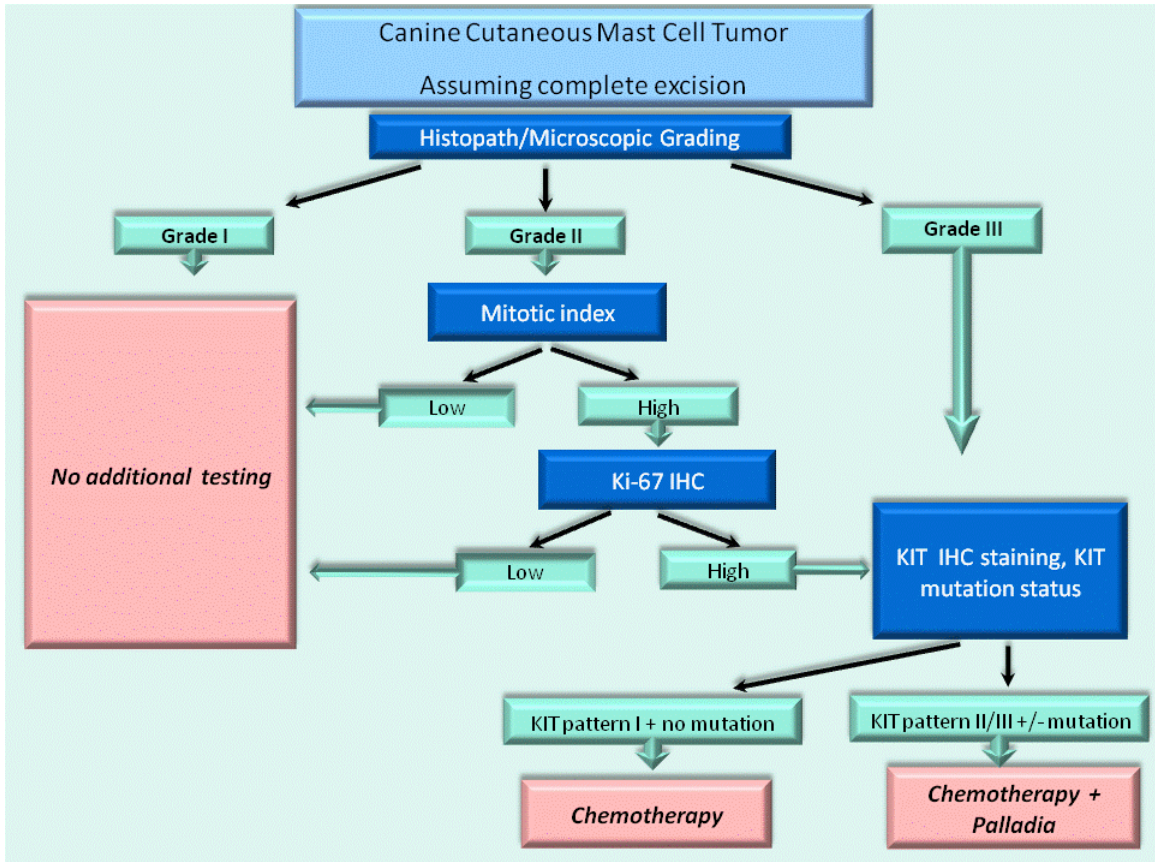 Canine Cutaneous Mast Cell Tumor
Assuming complete excision
Histopath/Microscopic Grading
Grade I
Grade II
Grade III
Mitotic index
Low
High
No additional testing
Ki-67 IHC
Low
High
KIT IHC staining, KIT
mutation status
KIT pattern I + no mutation
KIT pattern II/III +/- mutation
Chemotherapy
Chemotherapy +
Palladia